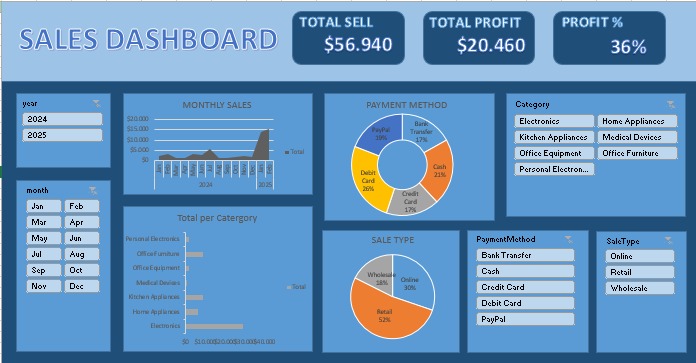 SALES DASHBOARD
TOTAL SELL
$56.940
TOTAL PROFIT
$20.460
PROFIT %
36%
year
2024
2025
month
Jan Feb
Mar Apr
May Jun
Jul Aug
Sep Oct
Nov Dec
MONTHLY SALES
$20.000
$15.000
$10.000
$5.000
$0
2024 2025
Total
Total per Catergory
Personal Electronics
Office Furniture
Office Equipment
Medical Devices
Kitchen Appliances
Home Appliances
Electronics
$0 $10.000 $20.000 $30.000 $40.000
Total
PAYMENT METHOD
PayPal
19%
Bank
Transfer
17%
Cash
21%
Credit
Card
17%
Debit
Card
26%
SALE TYPE
Wholesale
18%
Online
30%
Retail
52%
Category
Electronics Home Appliances
Kitchen Appliances Medical Devices
Office Equipment Office Furniture
Personal Electron...
PaymentMethod
Bank Transfer
Cash
Credit Card
Debit Card
PayPal
SaleType
Online
Retail
Wholesale